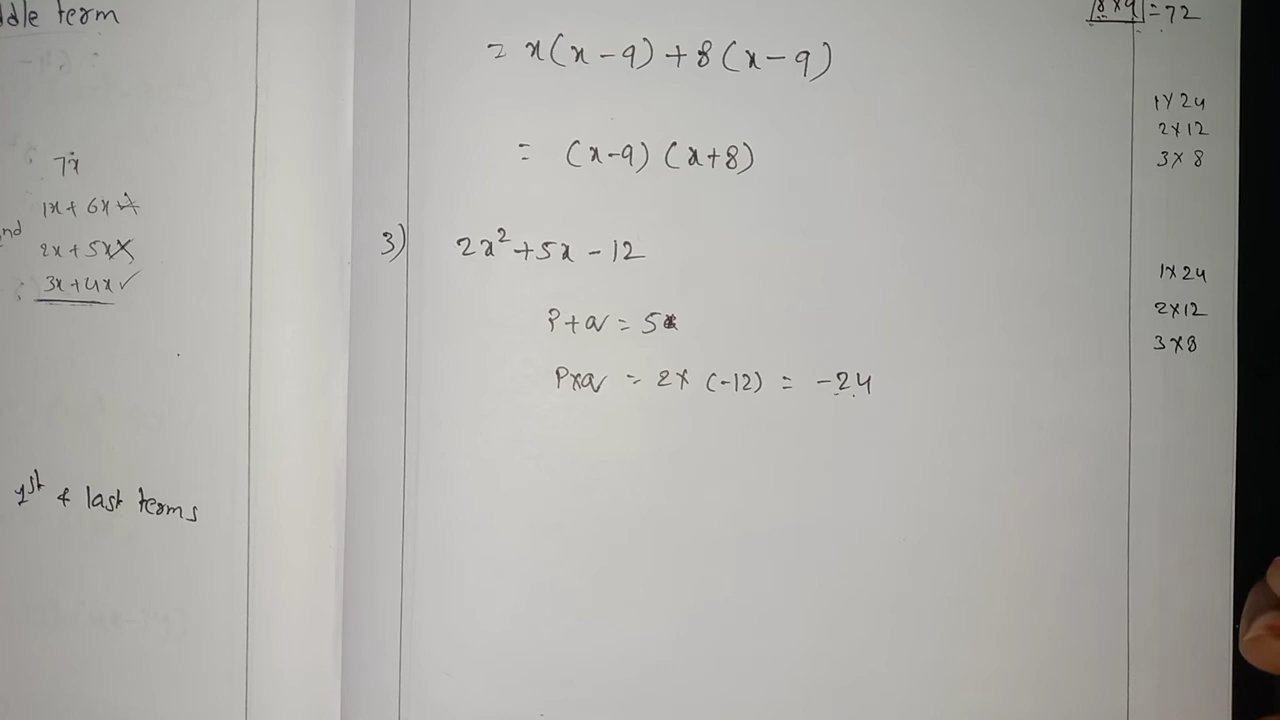 ddle term
7x
1x + 6x X
2x + 5x X
3x + 4x ✓
1st & last terms
= x(x-9) + 8(x-9)
= (x-9) (x+8)
3) 2x² + 5x - 12
P+Q = 5
P×Q = 2× (-12) = -24
8×9 = 72
1×24
2×12
3×8
1×24
2×12
3×8